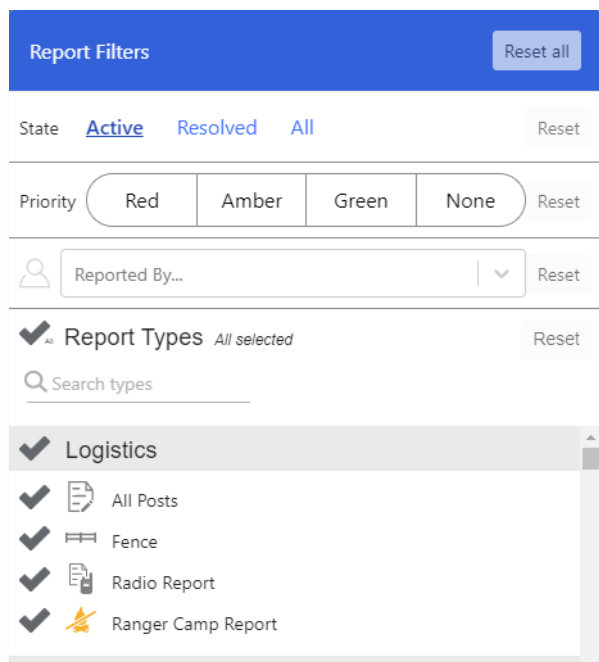 Report Filters Reset all
State Active Resolved All Reset
Priority Red Amber Green None Reset
Reported By... Reset
All Report Types All selected Reset
Search types
Logistics
All Posts
Fence
Radio Report
Ranger Camp Report